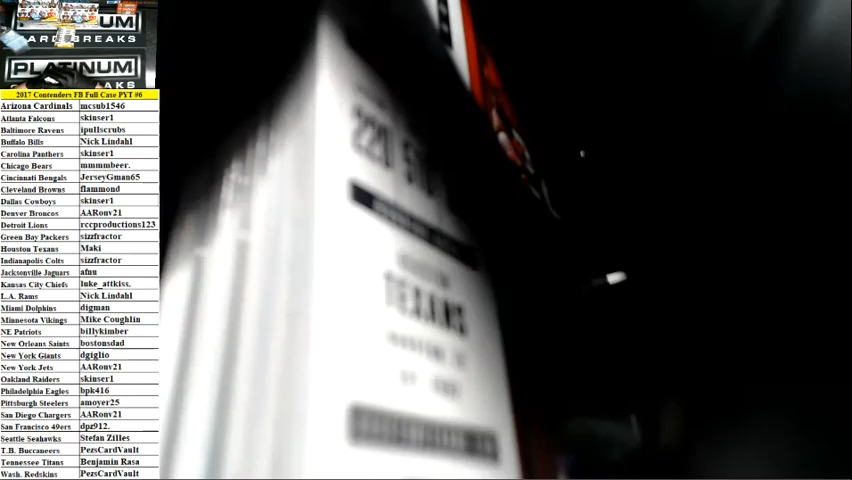 UM
ARD BREAKS
PLATINUM
2017 Contenders FB Full Case PYT #6
Arizona Cardinals mcsub1546
Atlanta Falcons skinser1
Baltimore Ravens ipullscrubs
Buffalo Bills Nick Lindahl
Carolina Panthers skinser1
Chicago Bears mmmmbeer.
Cincinnati Bengals JerseyGman65
Cleveland Browns flammond
Dallas Cowboys skinser1
Denver Broncos AARonv21
Detroit Lions rccproductions123
Green Bay Packers sizzfractor
Houston Texans Maki
Indianapolis Colts sizzfractor
Jacksonville Jaguars afnu
Kansas City Chiefs luke_attkiss.
L.A. Rams Nick Lindahl
Miami Dolphins digman
Minnesota Vikings Mike Coughlin
NE Patriots billykimber
New Orleans Saints bostonsdad
New York Giants dgiglio
New York Jets AARonv21
Oakland Raiders skinser1
Philadelphia Eagles bpk416
Pittsburgh Steelers amoyer25
San Diego Chargers AARonv21
San Francisco 49ers dpz912.
Seattle Seahawks Stefan Zilles
T.B. Buccaneers PezsCardVault
Tennessee Titans Benjamin Rasa
Wash. Redskins PezsCardVault
220
TEXANS